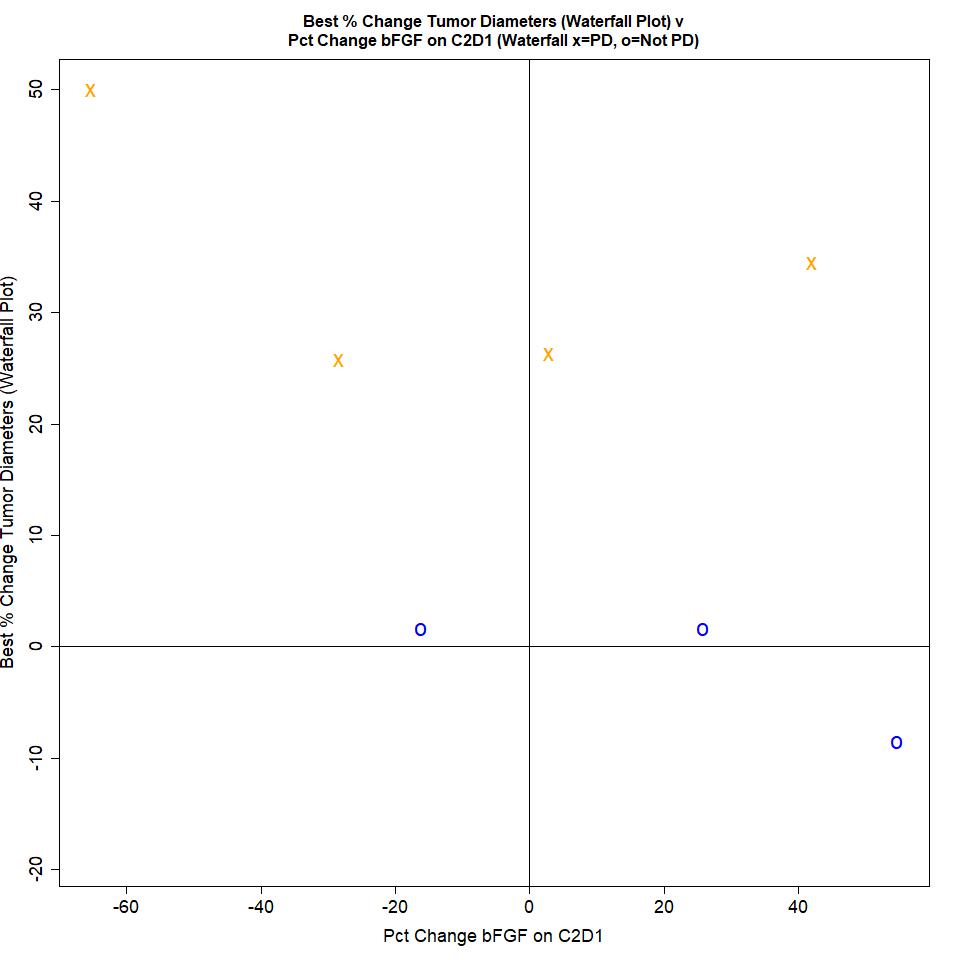 Best % Change Tumor Diameters (Waterfall Plot) v
Pct Change bFGF on C2D1 (Waterfall x=PD, o=Not PD)
Best % Change Tumor Diameters (Waterfall Plot)
50
40
30
20
10
0
-10
-20
X
X
X
X
O
O
O
-60
-40
-20
0
20
40
Pct Change bFGF on C2D1